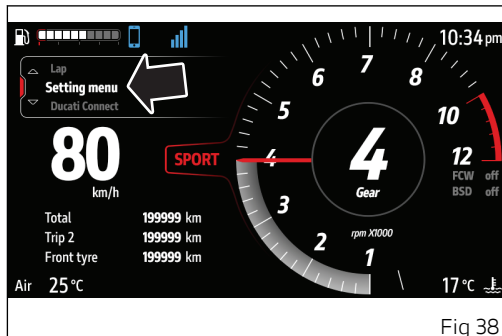 10:34 pm
Lap
Setting menu
Ducati Connect
80
km/h
SPORT
Total 199999 km
Trip 2 199999 km
Front tyre 199999 km
Air 25 °C
1
2
3
4
5
6
7
8
10
12
4
Gear
rpm X1000
FCW off
BSD off
17 °C
Fig 38